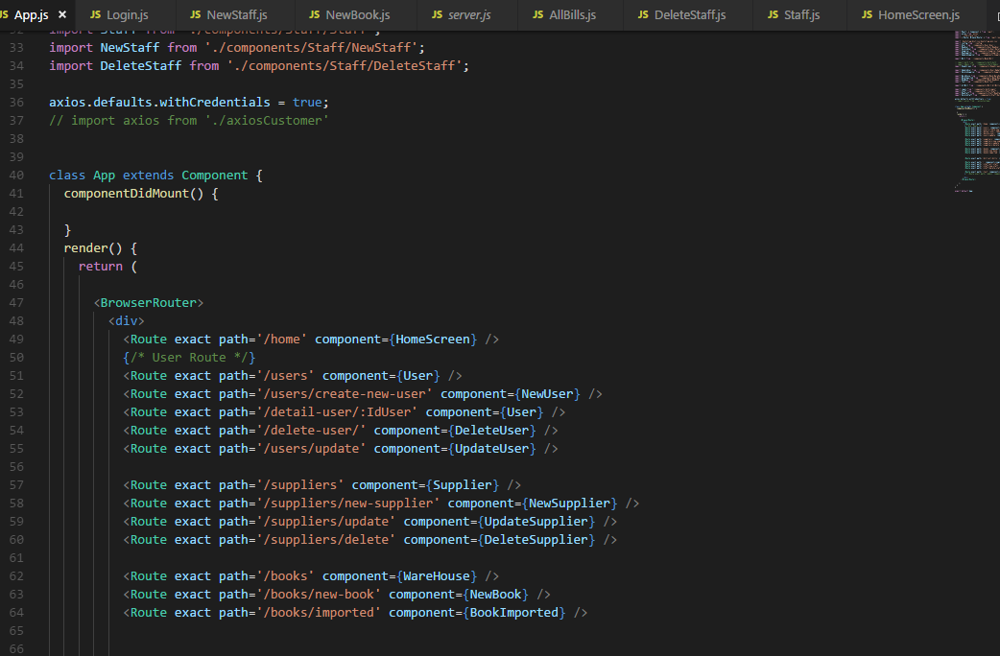 JS App.js × JS Login.js JS NewStaff.js JS NewBook.js JS server.js JS AllBills.js JS DeleteStaff.js JS Staff.js JS HomeScreen.js
32 import Staff from './components/Staff/Staff';
33 import NewStaff from './components/Staff/NewStaff';
34 import DeleteStaff from './components/Staff/DeleteStaff';
35
36 axios.defaults.withCredentials = true;
37 // import axios from './axiosCustomer'
38
39
40 class App extends Component {
41 componentDidMount() {
42
43 }
44 render() {
45 return (
46
47 <BrowserRouter>
48 <div>
49 <Route exact path='/home' component={HomeScreen} />
50 {/* User Route */}
51 <Route exact path='/users' component={User} />
52 <Route exact path='/users/create-new-user' component={NewUser} />
53 <Route exact path='/detail-user/:IdUser' component={User} />
54 <Route exact path='/delete-user/' component={DeleteUser} />
55 <Route exact path='/users/update' component={UpdateUser} />
56
57 <Route exact path='/suppliers' component={Supplier} />
58 <Route exact path='/suppliers/new-supplier' component={NewSupplier} />
59 <Route exact path='/suppliers/update' component={UpdateSupplier} />
60 <Route exact path='/suppliers/delete' component={DeleteSupplier} />
61
62 <Route exact path='/books' component={WareHouse} />
63 <Route exact path='/books/new-book' component={NewBook} />
64 <Route exact path='/books/imported' component={BookImported} />
65
66